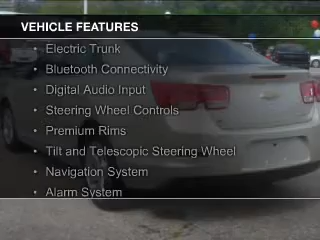 VEHICLE FEATURES
• Electric Trunk
• Bluetooth Connectivity
• Digital Audio Input
• Steering Wheel Controls
• Premium Rims
• Tilt and Telescopic Steering Wheel
• Navigation System
• Alarm System